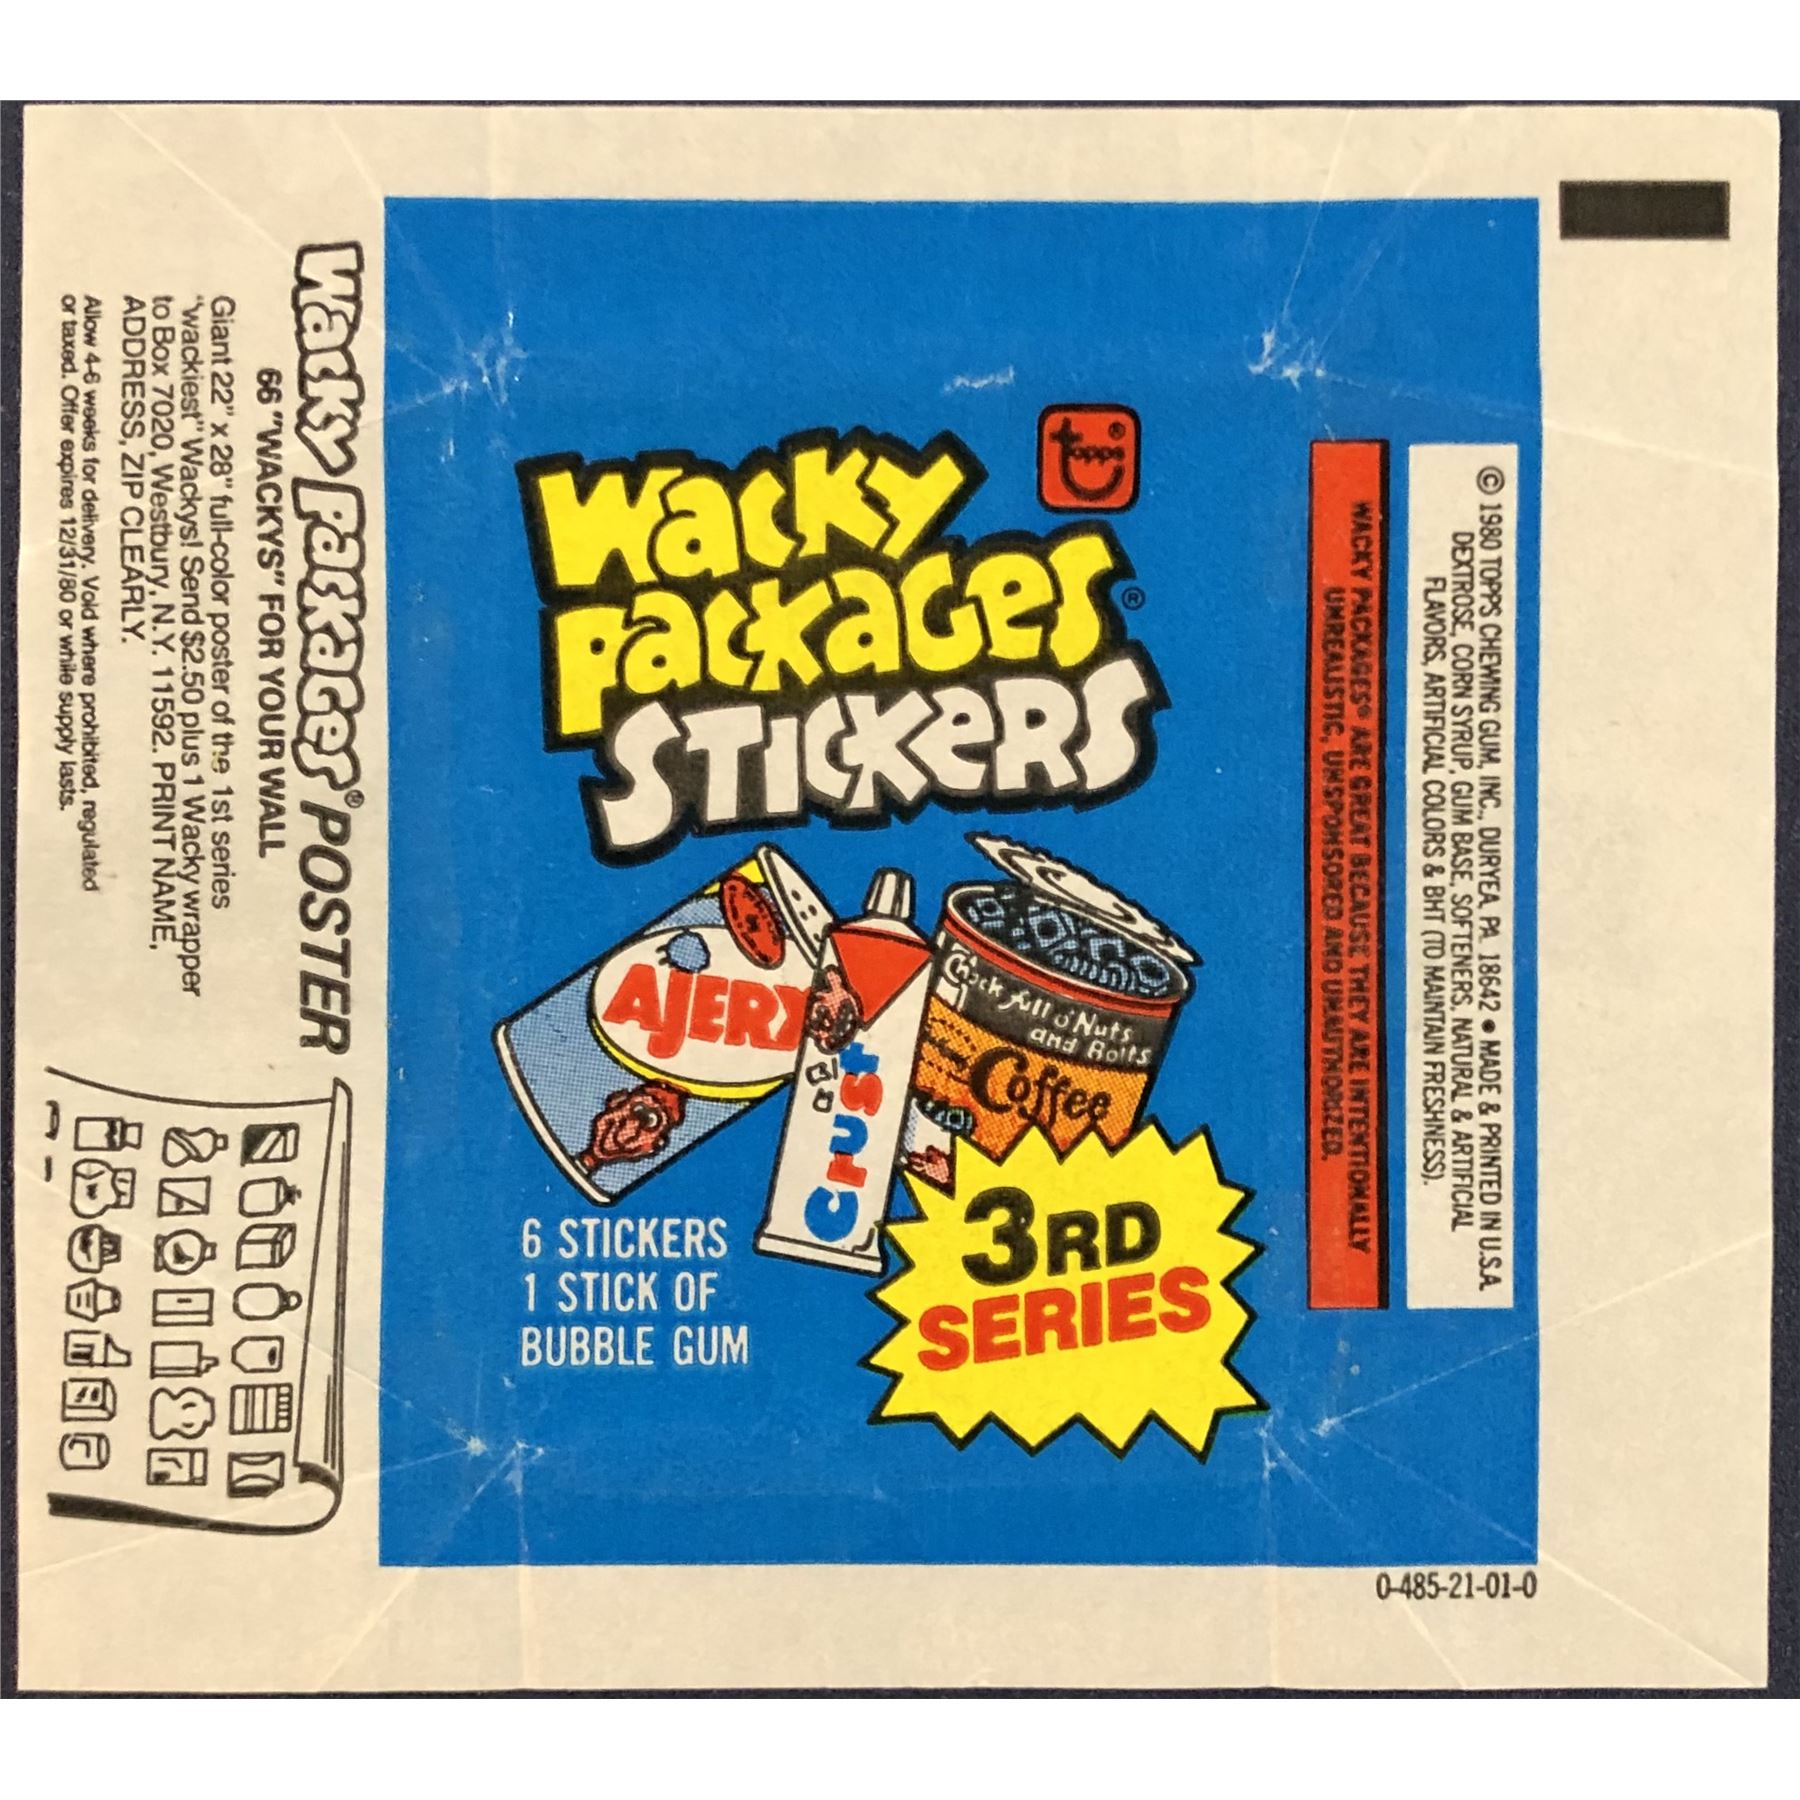 Wacky Packages® POSTER
66 "WACKYS" FOR YOUR WALL
Giant 22" x 28" full-color poster of the 1st series
"wackiest" Wackys! Send $2.50 plus 1 Wacky wrapper
to Box 7020, Westbury, N.Y. 11592. PRINT NAME,
ADDRESS, ZIP CLEARLY.
Allow 4-6 weeks for delivery. Void where prohibited, regulated
or taxed. Offer expires 12/31/80 or while supply lasts.
topps®
Wacky
Packages®
STICKERS
AJERX
Crust
Chock full o' Nuts
and Bolts
Coffee
6 STICKERS
1 STICK OF
BUBBLE GUM
3RD
SERIES
WACKY PACKAGES® ARE GREAT BECAUSE THEY ARE INTENTIONALLY
UNREALISTIC, UNSPONSORED AND UNAUTHORIZED.
© 1980 TOPPS CHEWING GUM, INC., DURYEA, PA. 18642 • MADE & PRINTED IN U.S.A.
DEXTROSE, CORN SYRUP, GUM BASE, SOFTENERS, NATURAL & ARTIFICIAL
FLAVORS, ARTIFICIAL COLORS & BHT (TO MAINTAIN FRESHNESS).
0-485-21-01-0